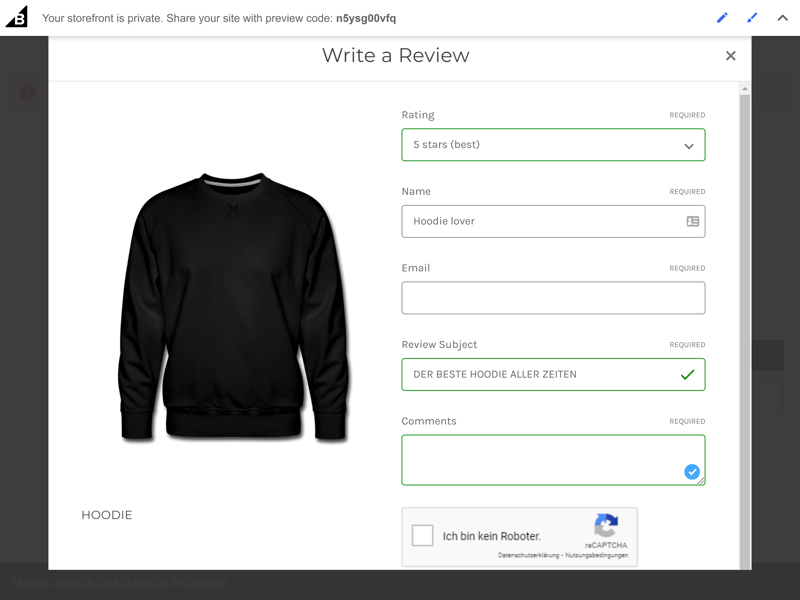 Your storefront is private. Share your site with preview code: n5ysg00vfq
Write a Review
Rating REQUIRED
5 stars (best)
Name REQUIRED
Hoodie lover
Email REQUIRED
Review Subject REQUIRED
DER BESTE HOODIE ALLER ZEITEN
Comments REQUIRED
HOODIE
Ich bin kein Roboter.
reCAPTCHA
Datenschutzerklärung - Nutzungsbedingungen
Manage Website Data Collection Preferences